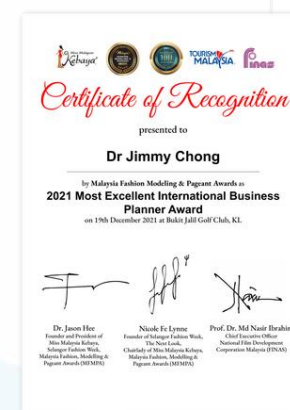 Miss Malaysia
Kebaya
TOURISM
MALAYSIA
finas
Certificate of Recognition
presented to
Dr Jimmy Chong
by Malaysia Fashion Modeling & Pageant Awards as
2021 Most Excellent International Business
Planner Award
on 19th December 2021 at Bukit Jalil Golf Club, KL.
Dr. Jason Hee
Founder and President of
Miss Malaysia Kebaya,
Selangor Fashion Week,
Malaysia Fashion, Modelling &
Pageant Awards (MFMPA)
Nicole Fe Lynne
Founder of Selangor Fashion Week,
The Next Look,
Chairlady of Miss Malaysia Kebaya,
Malaysia Fashion, Modelling &
Pageant Awards (MFMPA)
Prof. Dr. Md Nasir Ibrahim
Chief Executive Officer
National Film Development
Corporation Malaysia (FINAS)